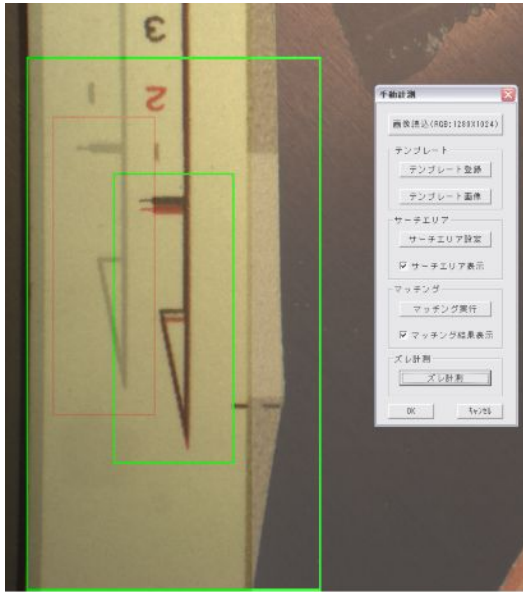 3
2
手動計測
画像読込(RGB:1280X1024)
テンプレート
テンプレート登録
テンプレート画像
サーチエリア
サーチエリア設定
サーチエリア表示
マッチング
マッチング実行
マッチング結果表示
ズレ計測
ズレ計測
OK
キャンセル